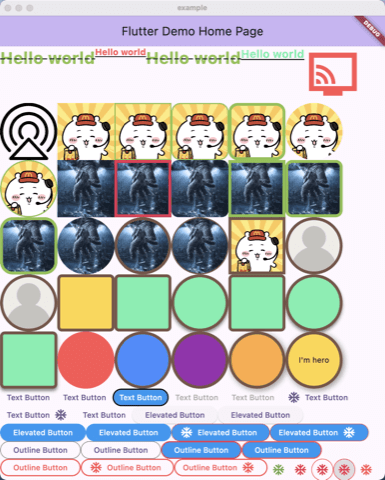 example
Flutter Demo Home Page
DEBUG
Hello world Hello world Hello world Hello world
I'm hero
Text Button Text Button Text Button Text Button Text Button Text Button
Text Button Text Button Elevated Button Elevated Button
Elevated Button Elevated Button Elevated Button Elevated Button
Outline Button Outline Button Outline Button Outline Button
Outline Button Outline Button Outline Button